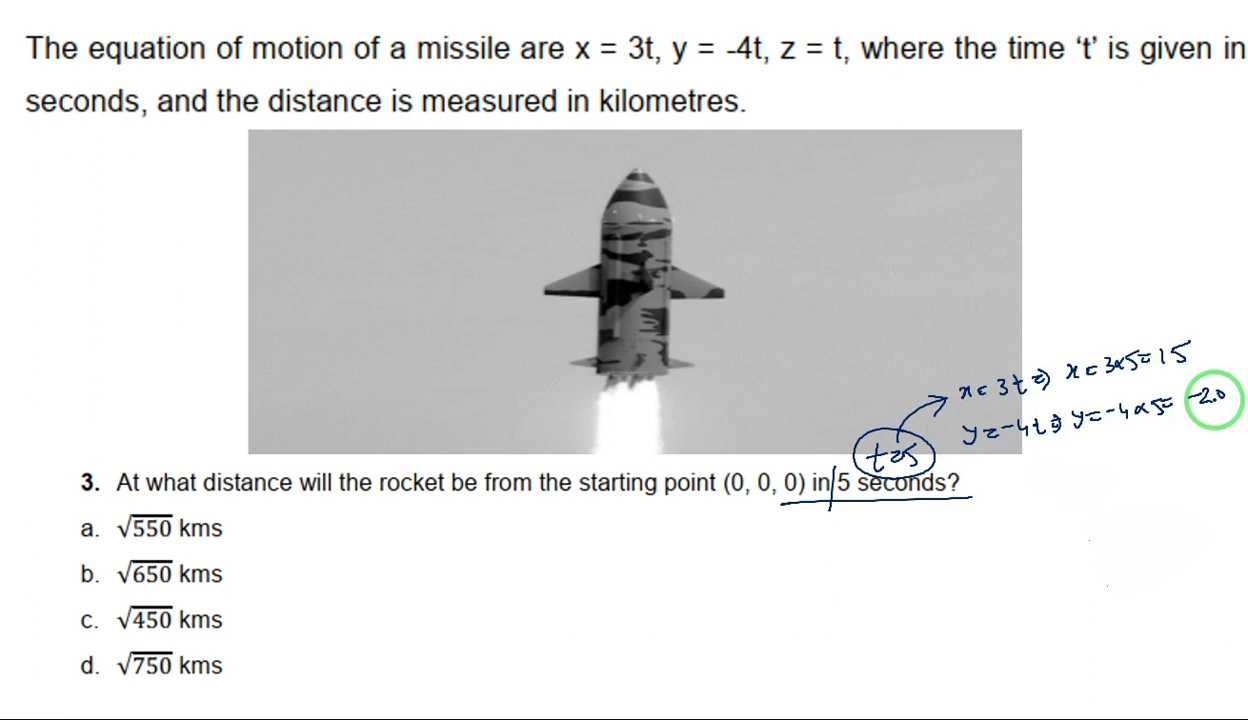 The equation of motion of a missile are x = 3t, y = -4t, z = t, where the time ‘t’ is given in
seconds, and the distance is measured in kilometres.
x = 3t ⇒ x = 3×5 = 15
y = -4t ⇒ y = -4×5 = -20
t=5
3. At what distance will the rocket be from the starting point (0, 0, 0) in 5 seconds?
a. √550 kms
b. √650 kms
c. √450 kms
d. √750 kms